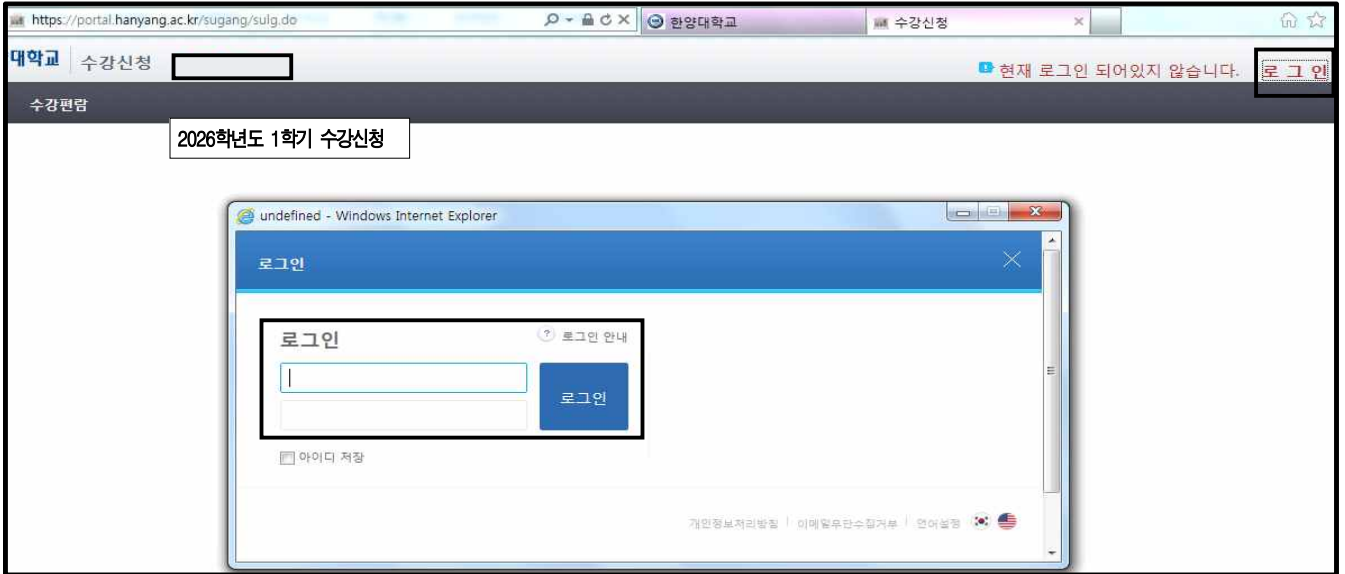 https://portal.hanyang.ac.kr/sugang/sulg.do
한양대학교
수강신청
대학교 수강신청
현재 로그인 되어있지 않습니다. 로 그 인
수강편람
2026학년도 1학기 수강신청
undefined - Windows Internet Explorer
로그인
로그인
? 로그인 안내
로그인
아이디 저장
개인정보처리방침 | 이메일무단수집거부 | 언어설정